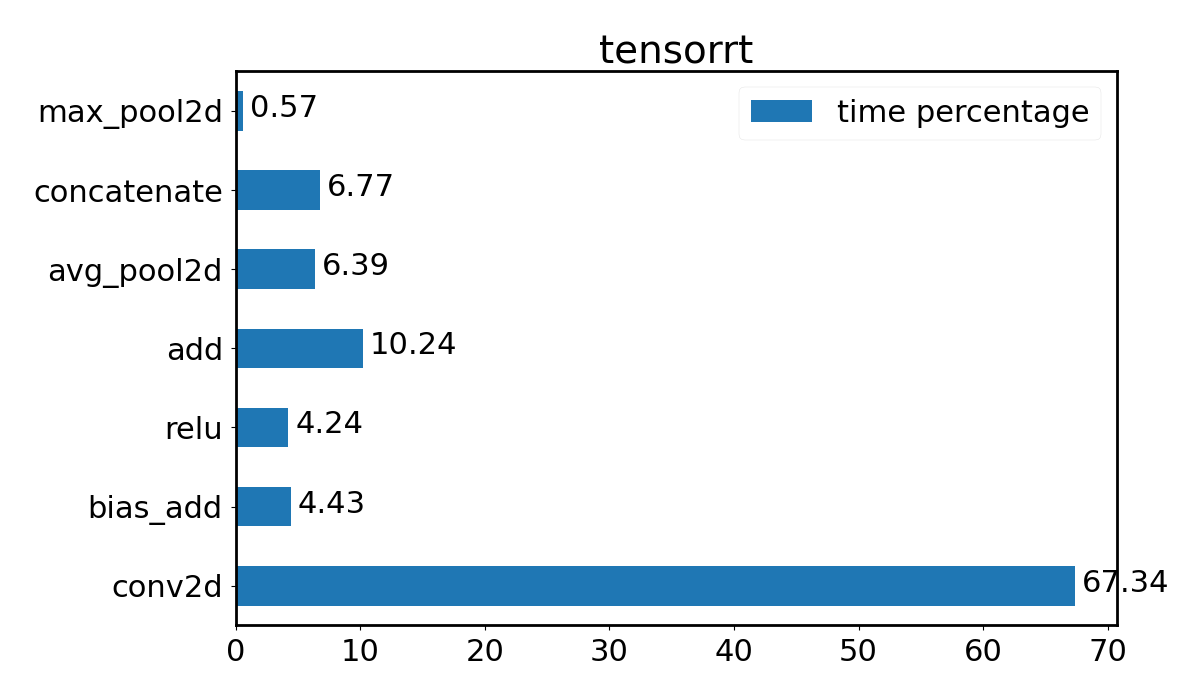 tensorrt
time percentage
max_pool2d 0.57
concatenate 6.77
avg_pool2d 6.39
add 10.24
relu 4.24
bias_add 4.43
conv2d 67.34
0 10 20 30 40 50 60 70